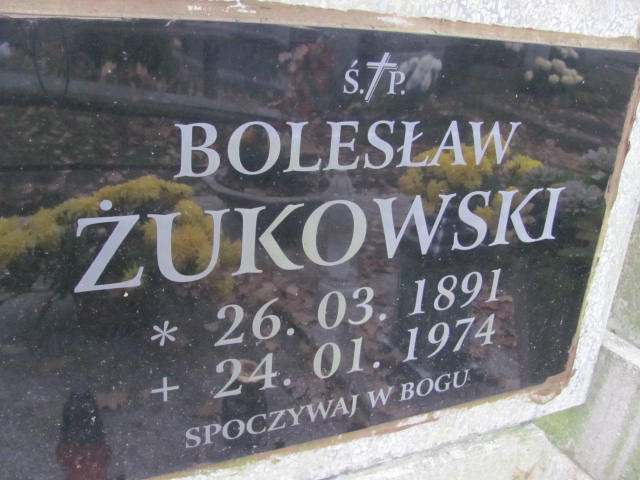 Ś.†P.
BOLESŁAW
ŻUKOWSKI
* 26. 03. 1891
+ 24. 01. 1974
SPOCZYWAJ W BOGU